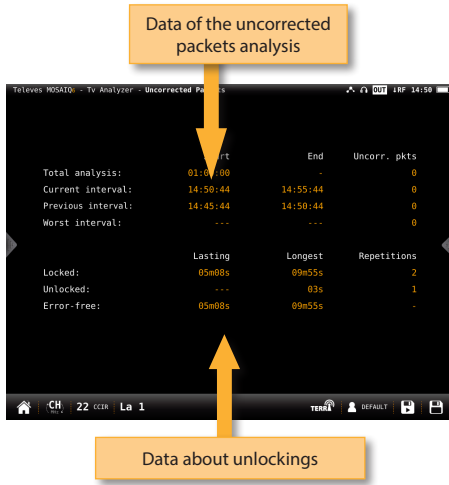 Data of the uncorrected
packets analysis
Televes MOSAIQ6 - Tv Analyzer - Uncorrected Packets OUT ↓RF 14:50
End Uncorr. pkts
Total analysis: -  0
Current interval: 14:50:44 14:55:44 0
Previous interval: 14:45:44 14:50:44 0
Worst interval: --- --- 0
Lasting Longest Repetitions
Locked: 05m08s 09m55s 2
Unlocked: --- 03s 1
Error-free: 05m08s 09m55s -
CH 22 CCIR La 1 TERR DEFAULT
Data about unlockings